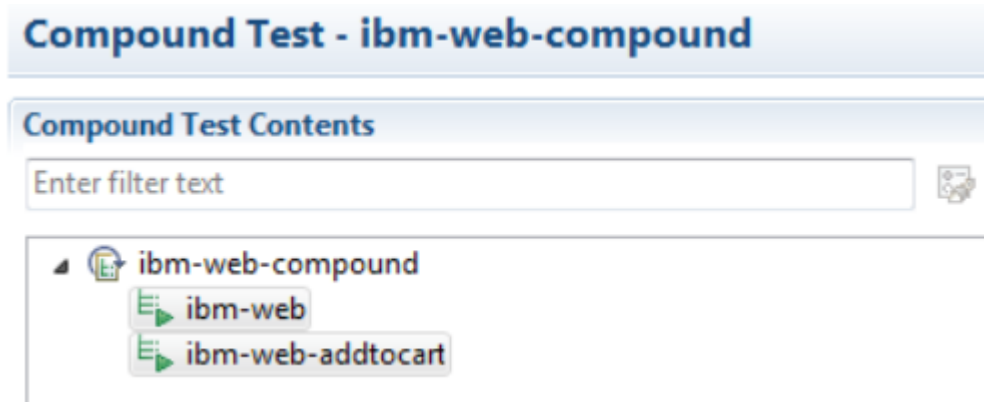 Compound Test - ibm-web-compound
Compound Test Contents
Enter filter text
ibm-web-compound
ibm-web
ibm-web-addtocart